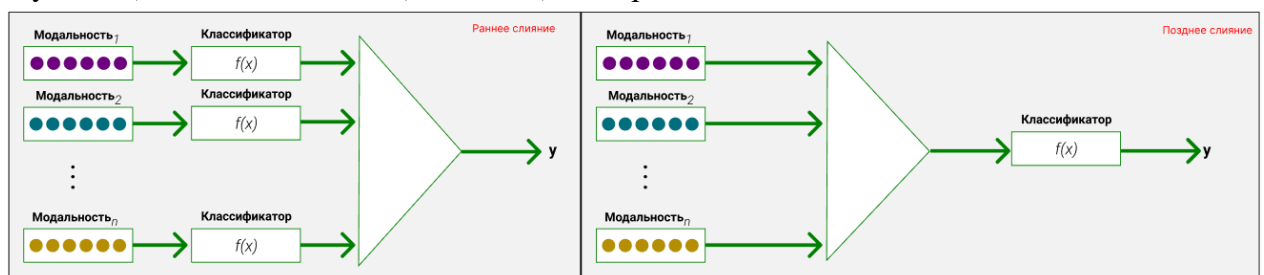 Раннее слияние
Модальность1 Классификатор
f(x)
Модальность2 Классификатор
f(x)
y
Модальностьn Классификатор
f(x)
Позднее слияние
Модальность1
Модальность2
Классификатор
f(x)
y
Модальностьn